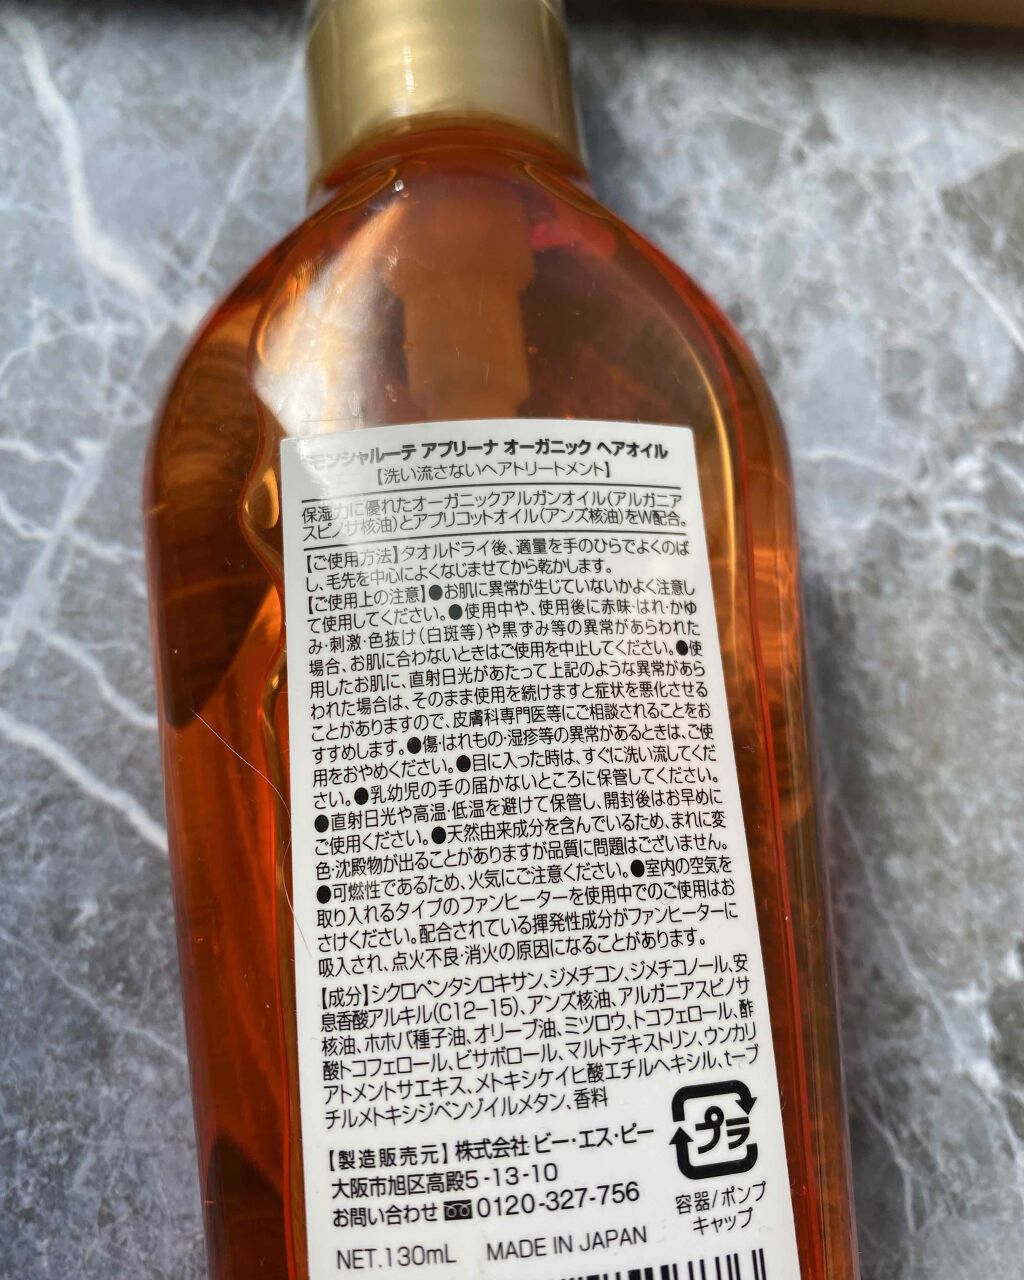 モンシャルーテ アプリーナ オーガニック ヘアオイル
【洗い流さないヘアトリートメント】
保湿力に優れたオーガニックアルガンオイル(アルガニア
スピノサ核油)とアプリコットオイル(アンズ核油)をW配合。
【ご使用方法】タオルドライ後、適量を手のひらでよくのば
し、毛先を中心によくなじませてから乾かします。
【ご使用上の注意】●お肌に異常が生じていないかよく注意し
て使用してください。●使用中や、使用後に赤味・はれ・かゆ
み・刺激・色抜け(白斑等)や黒ずみ等の異常があらわれた
場合、お肌に合わないときはご使用を中止してください。●使
用したお肌に、直射日光があたって上記のような異常があら
われた場合は、そのまま使用を続けますと症状を悪化させる
ことがありますので、皮膚科専門医等にご相談されることをお
すすめします。●傷・はれもの・湿疹等の異常があるときは、ご使
用をおやめください。●目に入った時は、すぐに洗い流してくだ
さい。●乳幼児の手の届かないところに保管してください。
●直射日光や高温・低温を避けて保管し、開封後はお早めに
ご使用ください。●天然由来成分を含んでいるため、まれに変
色・沈殿物が出ることがありますが品質に問題はございません。
●可燃性であるため、火気にご注意ください。●室内の空気を
取り入れるタイプのファンヒーターを使用中でのご使用はお
さけください。配合されている揮発性成分がファンヒーターに
吸入され、点火不良・消火の原因になることがあります。
【成分】シクロペンタシロキサン、ジメチコン、ジメチコノール、安
息香酸アルキル(C12-15)、アンズ核油、アルガニアスピノサ
核油、ホホバ種子油、オリーブ油、ミツロウ、トコフェロール、酢
酸トコフェロール、ビサボロール、マルトデキストリン、ウンカリ
アトメントサエキス、メトキシケイヒ酸エチルヘキシル、t-ブ
チルメトキシジベンゾイルメタン、香料
【製造販売元】株式会社 ビー・エス・ピー
大阪市旭区高殿5-13-10
お問い合わせ 0120-327-756
NET.130mL MADE IN JAPAN
プラ
容器/ポンプ
キャップ